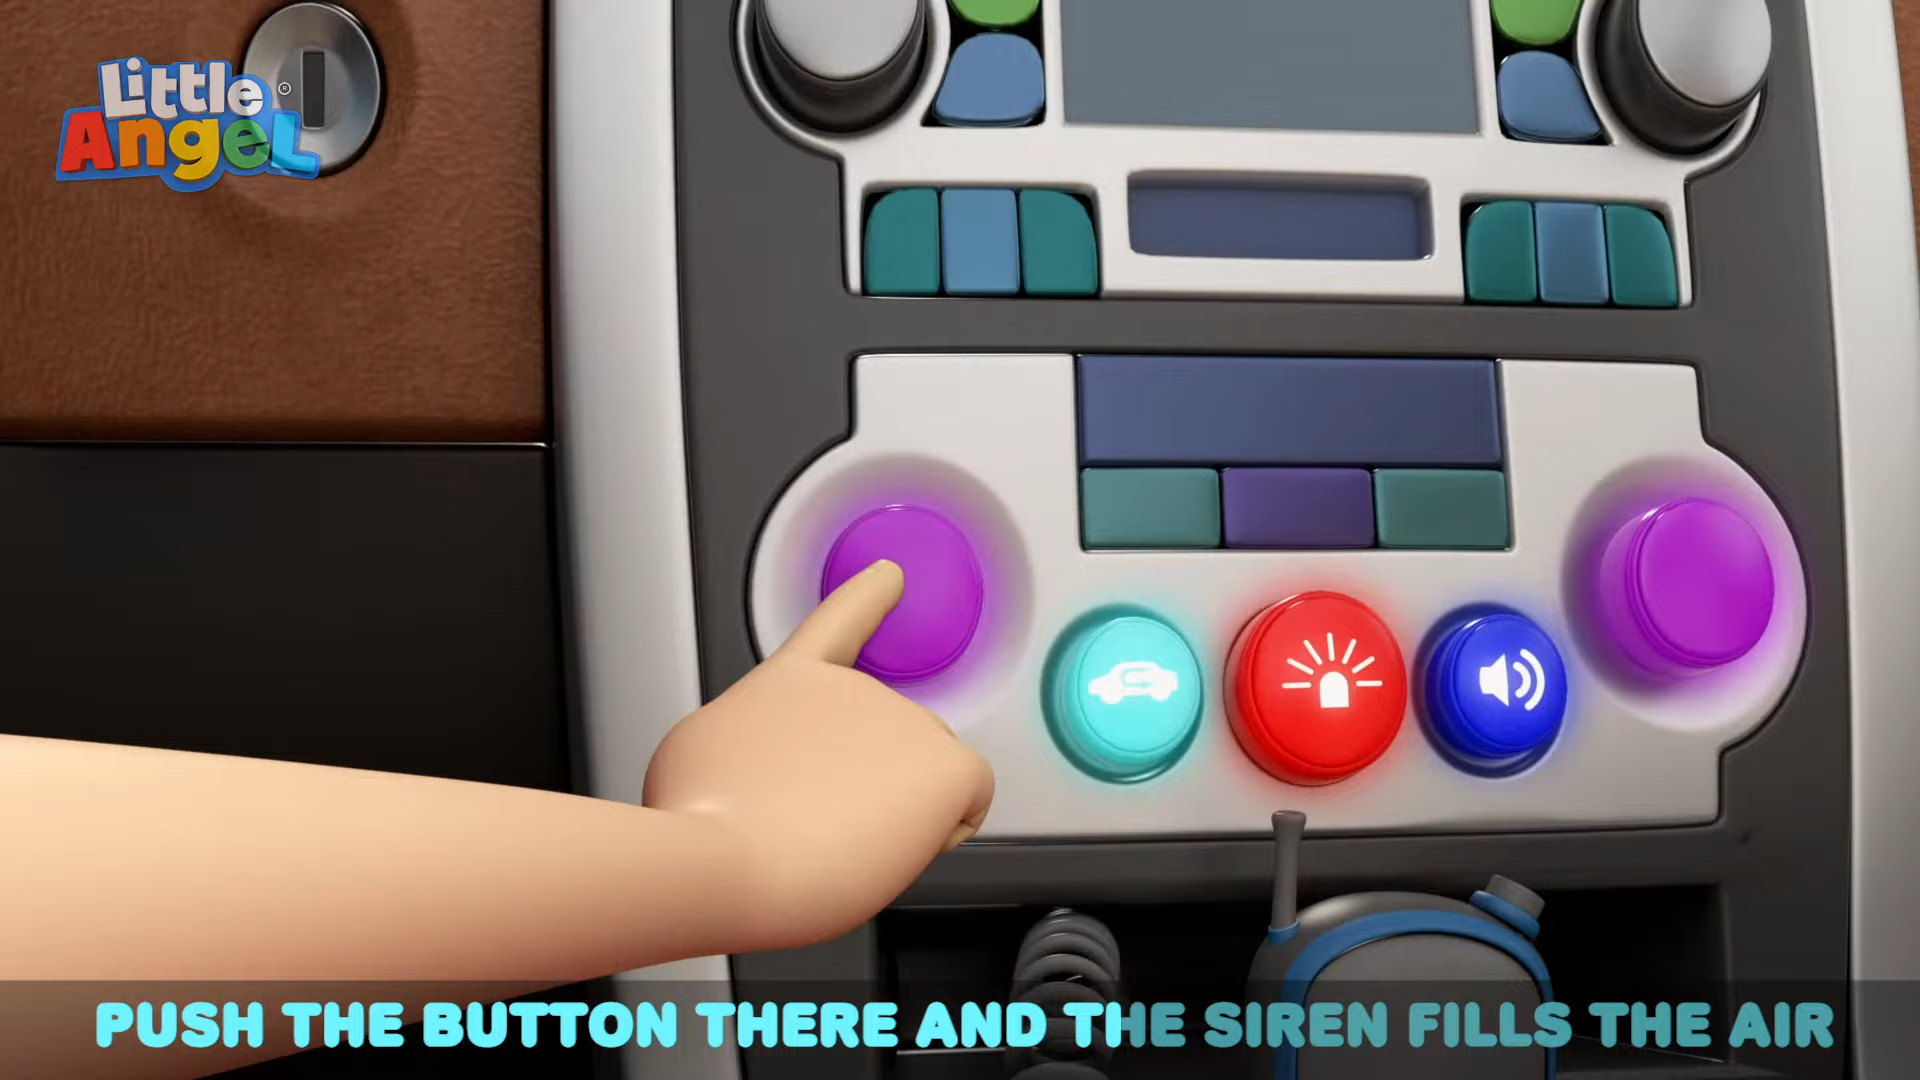 Little
Angel
®
PUSH THE BUTTON THERE AND THE SIREN FILLS THE AIR